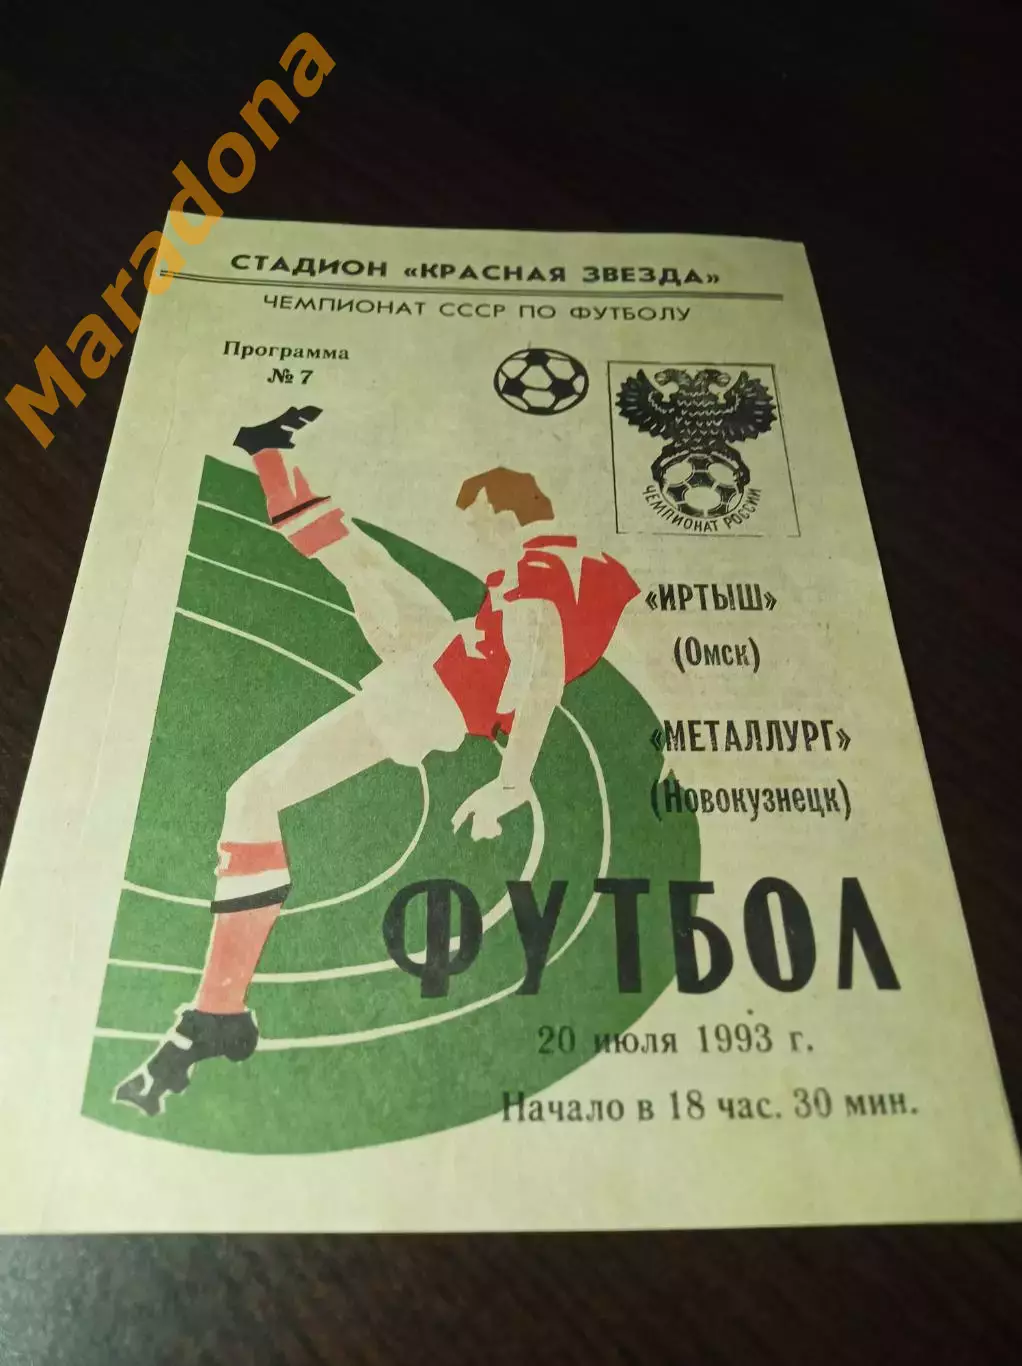 Maradona
СТАДИОН «КРАСНАЯ ЗВЕЗДА»
ЧЕМПИОНАТ СССР ПО ФУТБОЛУ
Программа
№ 7
ЧЕМПИОНАТ РОССИИ
«ИРТЫШ»
(Омск)
«МЕТАЛЛУРГ»
(Новокузнецк)
ФУТБОЛ
20 июля 1993 г.
Начало в 18 час. 30 мин.